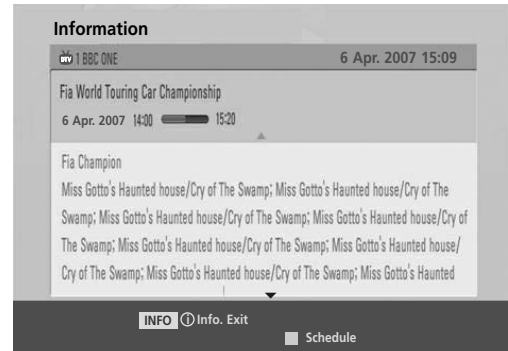 Information
DTV 1 BBC ONE 6 Apr. 2007 15:09
Fia World Touring Car Championship
6 Apr. 2007 14:00 15:20
Fia Champion
Miss Gotto's Haunted house/Cry of The Swamp; Miss Gotto's Haunted house/Cry of The
Swamp; Miss Gotto's Haunted house/Cry of The Swamp; Miss Gotto's Haunted house/Cry of
The Swamp; Miss Gotto's Haunted house/Cry of The Swamp; Miss Gotto's Haunted house/
Cry of The Swamp; Miss Gotto's Haunted house/Cry of The Swamp; Miss Gotto's Haunted
INFO ⓘ Info. Exit
Schedule